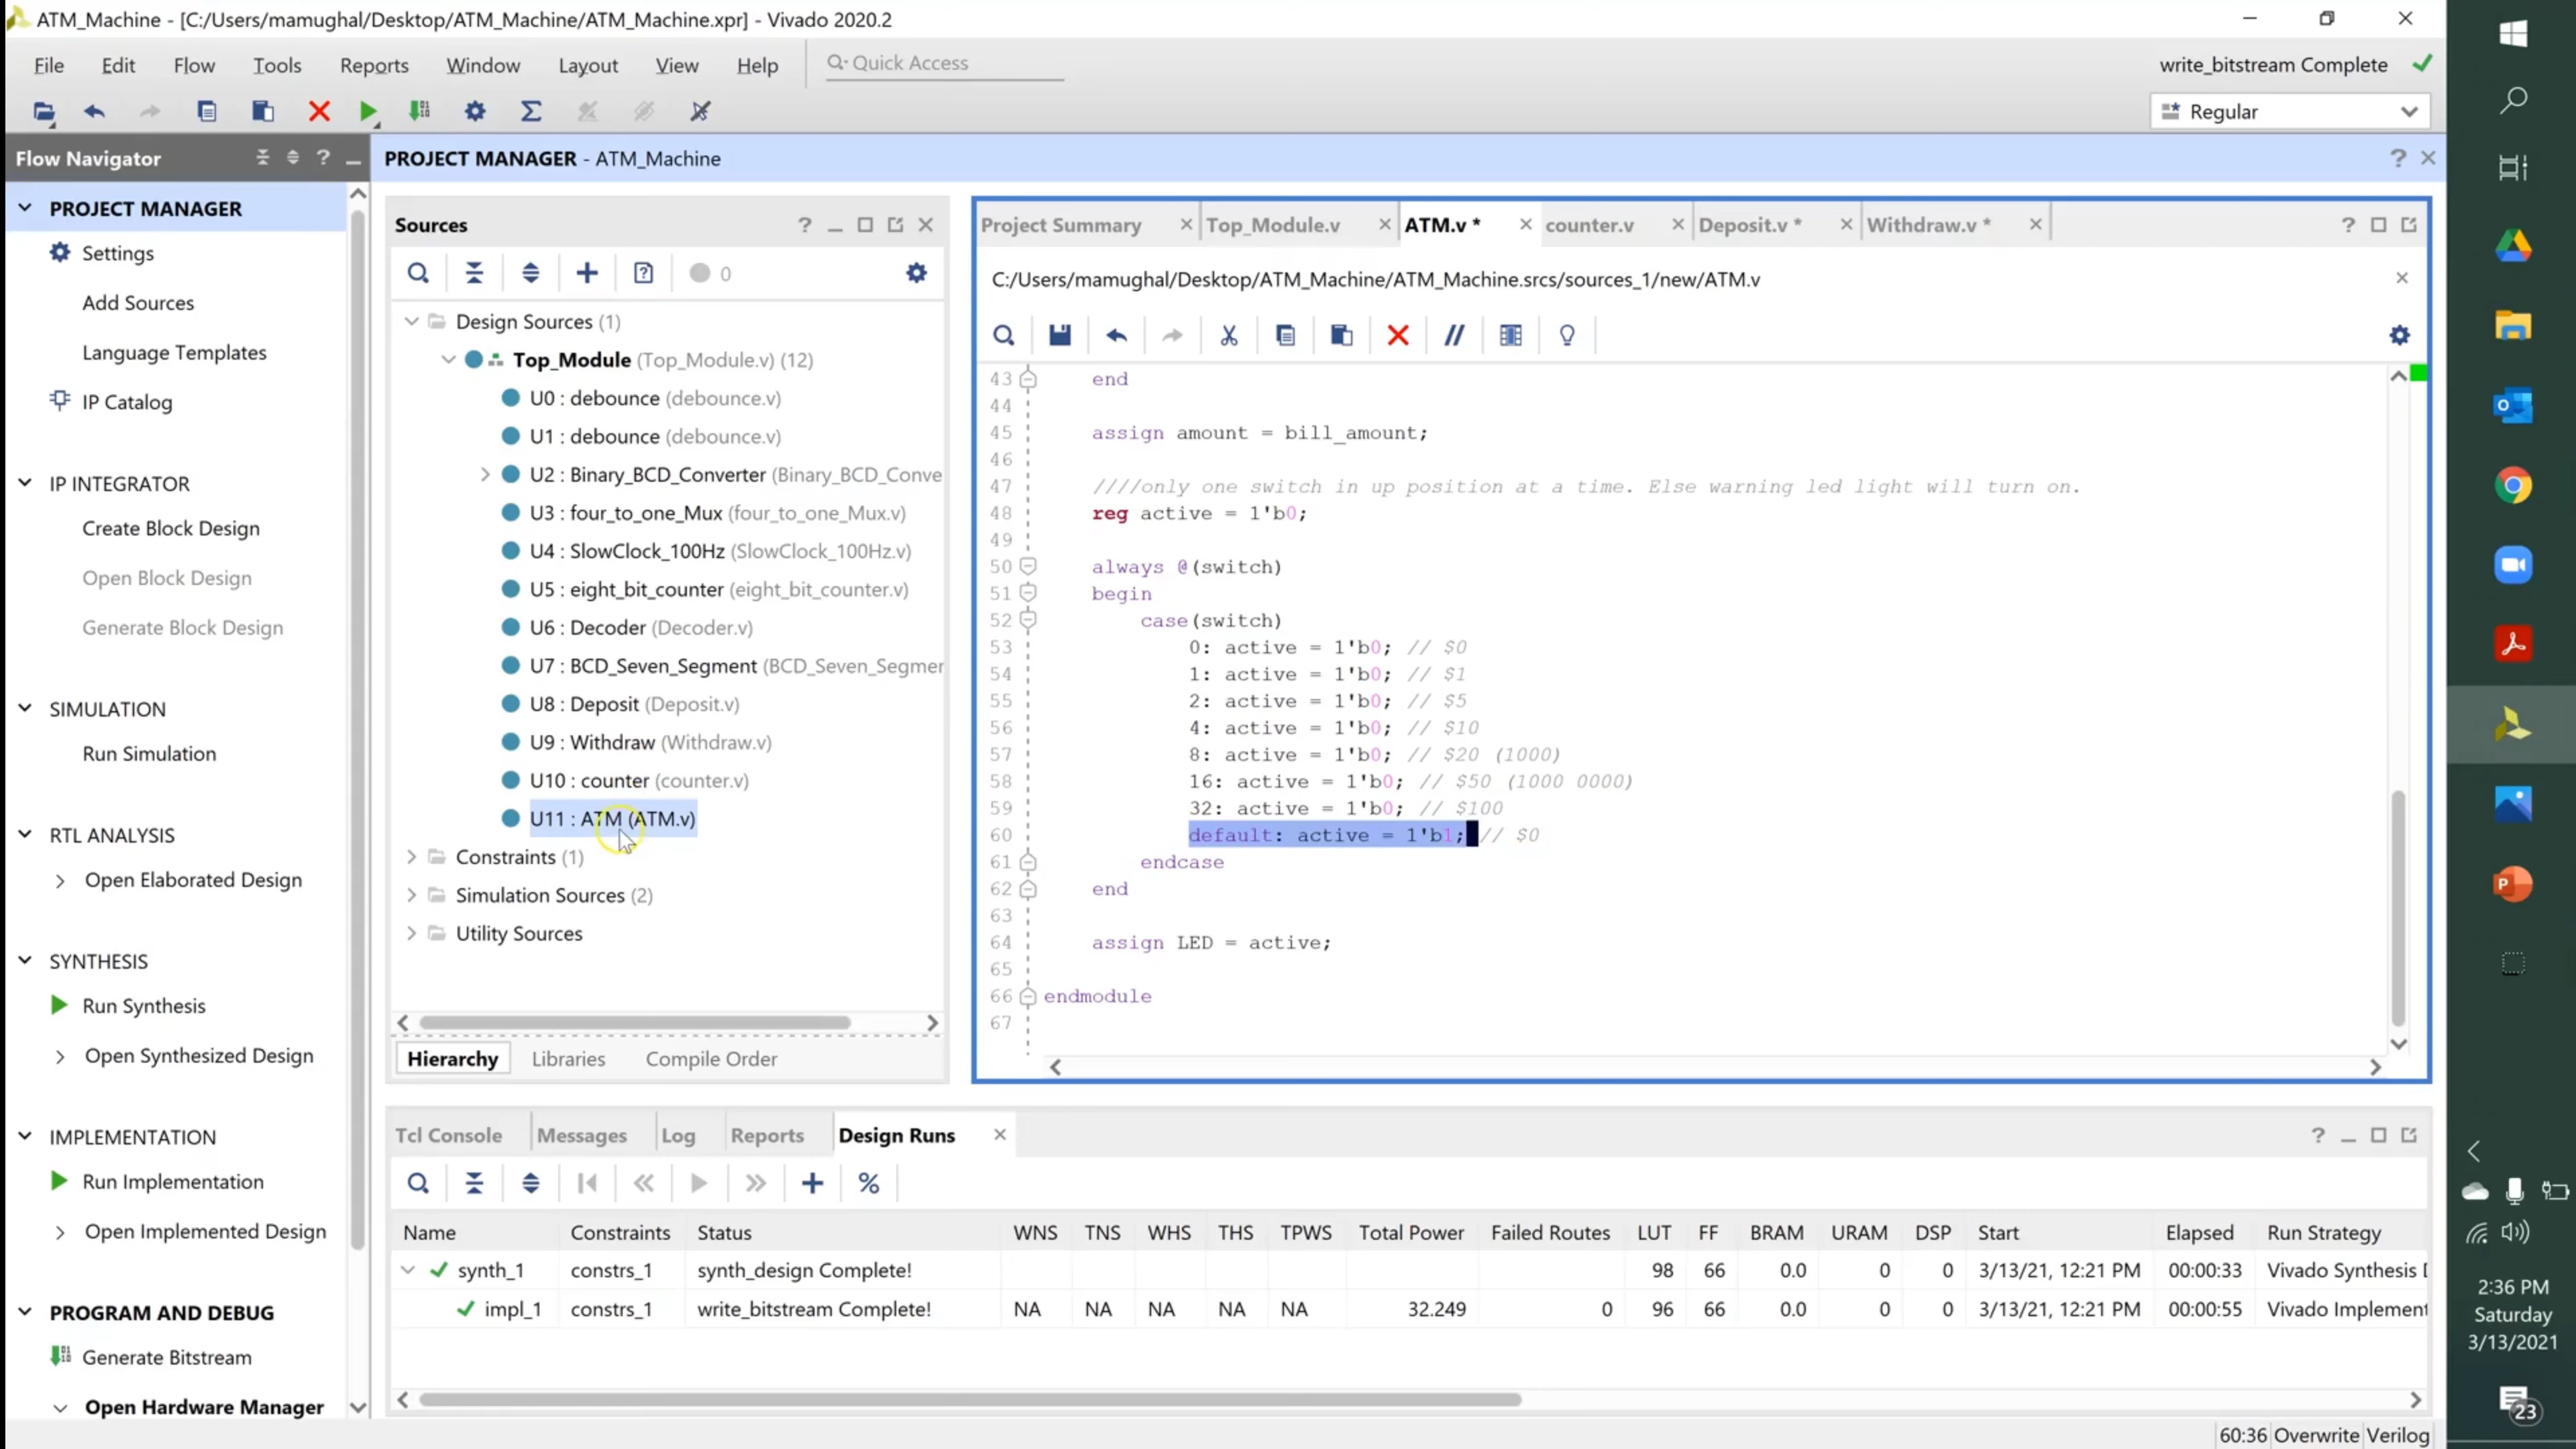 ATM_Machine - [C:/Users/mamughal/Desktop/ATM_Machine/ATM_Machine.xpr] - Vivado 2020.2
File Edit Flow Tools Reports Window Layout View Help Quick Access
write_bitstream Complete
Regular
Flow Navigator
PROJECT MANAGER
Settings
Add Sources
Language Templates
IP Catalog
IP INTEGRATOR
Create Block Design
Open Block Design
Generate Block Design
SIMULATION
Run Simulation
RTL ANALYSIS
Open Elaborated Design
SYNTHESIS
Run Synthesis
Open Synthesized Design
IMPLEMENTATION
Run Implementation
Open Implemented Design
PROGRAM AND DEBUG
Generate Bitstream
Open Hardware Manager
PROJECT MANAGER - ATM_Machine
Sources
0
Design Sources (1)
Top_Module (Top_Module.v) (12)
U0 : debounce (debounce.v)
U1 : debounce (debounce.v)
U2 : Binary_BCD_Converter (Binary_BCD_Conve
U3 : four_to_one_Mux (four_to_one_Mux.v)
U4 : SlowClock_100Hz (SlowClock_100Hz.v)
U5 : eight_bit_counter (eight_bit_counter.v)
U6 : Decoder (Decoder.v)
U7 : BCD_Seven_Segment (BCD_Seven_Segmer
U8 : Deposit (Deposit.v)
U9 : Withdraw (Withdraw.v)
U10 : counter (counter.v)
U11 : ATM (ATM.v)
Constraints (1)
Simulation Sources (2)
Utility Sources
Hierarchy Libraries Compile Order
Project Summary Top_Module.v ATM.v * counter.v Deposit.v * Withdraw.v *
C:/Users/mamughal/Desktop/ATM_Machine/ATM_Machine.srcs/sources_1/new/ATM.v
43 end
44
45 assign amount = bill_amount;
46
47 ////only one switch in up position at a time. Else warning led light will turn on.
48 reg active = 1'b0;
49
50 always @(switch)
51 begin
52 case(switch)
53 0: active = 1'b0; // $0
54 1: active = 1'b0; // $1
55 2: active = 1'b0; // $5
56 4: active = 1'b0; // $10
57 8: active = 1'b0; // $20 (1000)
58 16: active = 1'b0; // $50 (1000 0000)
59 32: active = 1'b0; // $100
60 default: active = 1'b1; // $0
61 endcase
62 end
63
64 assign LED = active;
65
66 endmodule
67
Tcl Console Messages Log Reports Design Runs
Name Constraints Status WNS TNS WHS THS TPWS Total Power Failed Routes LUT FF BRAM URAM DSP Start Elapsed Run Strategy
synth_1 constrs_1 synth_design Complete! 98 66 0.0 0 0 3/13/21, 12:21 PM 00:00:33 Vivado Synthesis
impl_1 constrs_1 write_bitstream Complete! NA NA NA NA NA 32.249 0 96 66 0.0 0 0 3/13/21, 12:21 PM 00:00:55 Vivado Implement
60:36 Overwrite Verilog
2:36 PM
Saturday
3/13/2021
23